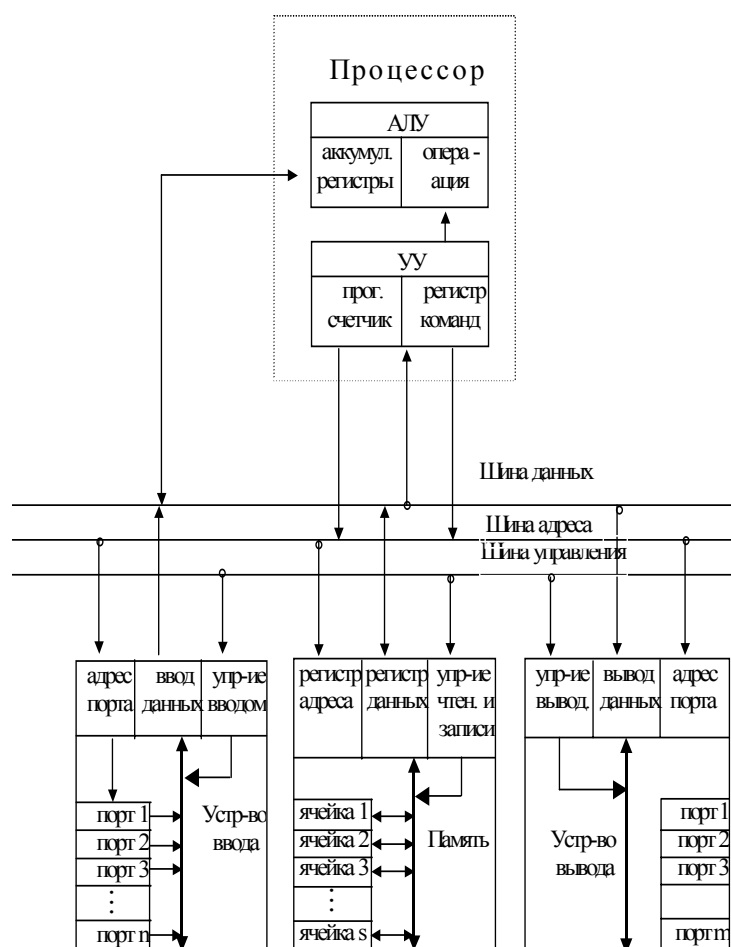 Процессор
АЛУ
аккумул.
регистры
опера -
ация
УУ
прог.
счетчик
регистр
команд
Шина данных
Шина адреса
Шина управления
адрес
порта
ввод
данных
упр-ие
вводом
порт 1
порт 2
порт 3
⋮
порт n
Устр-во
ввода
регистр
адреса
регистр
данных
упр-ие
чтен. и
записи
ячейка 1
ячейка 2
ячейка 3
⋮
ячейка s
Память
упр-ие
вывод.
вывод
данных
адрес
порта
Устр-во
вывода
порт 1
порт 2
порт 3
порт m